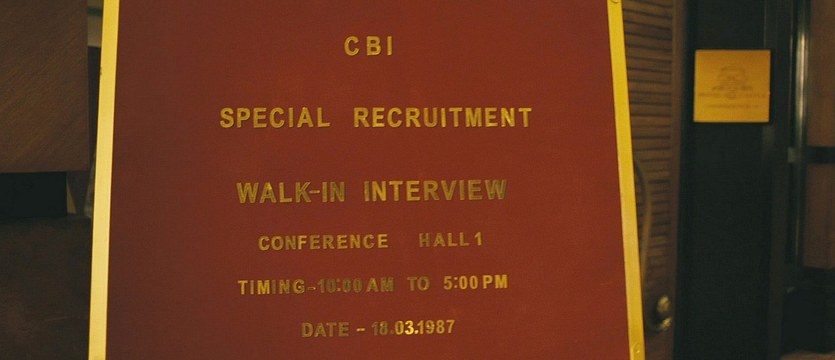 CBI
SPECIAL RECRUITMENT
WALK-IN INTERVIEW
CONFERENCE HALL 1
TIMING-10:00 AM TO 5:00 PM
DATE - 18.03.1987